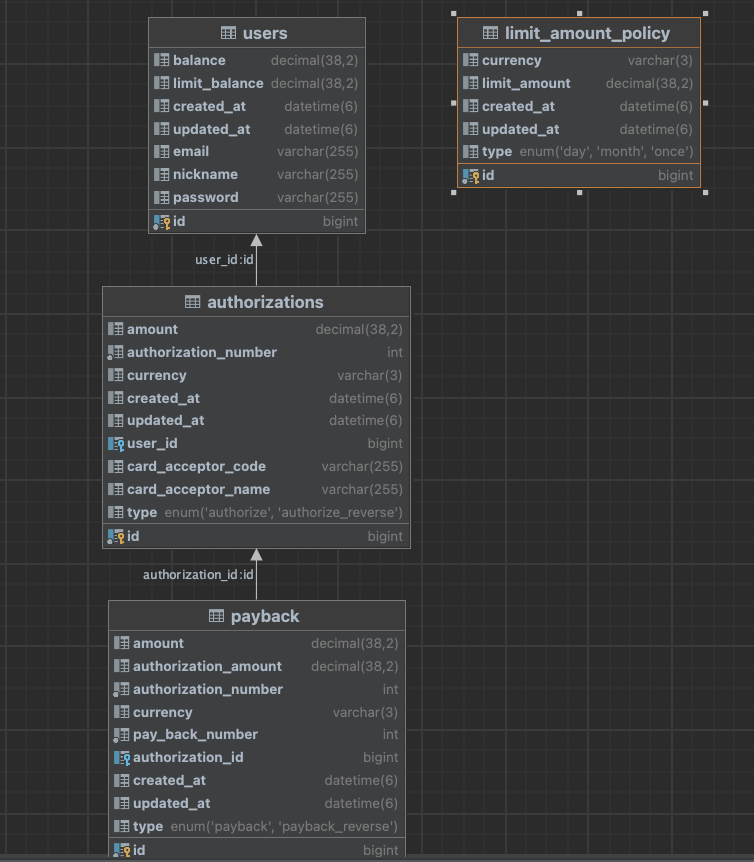 users
balance decimal(38,2)
limit_balance decimal(38,2)
created_at datetime(6)
updated_at datetime(6)
email varchar(255)
nickname varchar(255)
password varchar(255)
id bigint
limit_amount_policy
currency varchar(3)
limit_amount decimal(38,2)
created_at datetime(6)
updated_at datetime(6)
type enum('day', 'month', 'once')
id bigint
user_id:id
authorizations
amount decimal(38,2)
authorization_number int
currency varchar(3)
created_at datetime(6)
updated_at datetime(6)
user_id bigint
card_acceptor_code varchar(255)
card_acceptor_name varchar(255)
type enum('authorize', 'authorize_reverse')
id bigint
authorization_id:id
payback
amount decimal(38,2)
authorization_amount decimal(38,2)
authorization_number int
currency varchar(3)
pay_back_number int
authorization_id bigint
created_at datetime(6)
updated_at datetime(6)
type enum('payback', 'payback_reverse')
id bigint